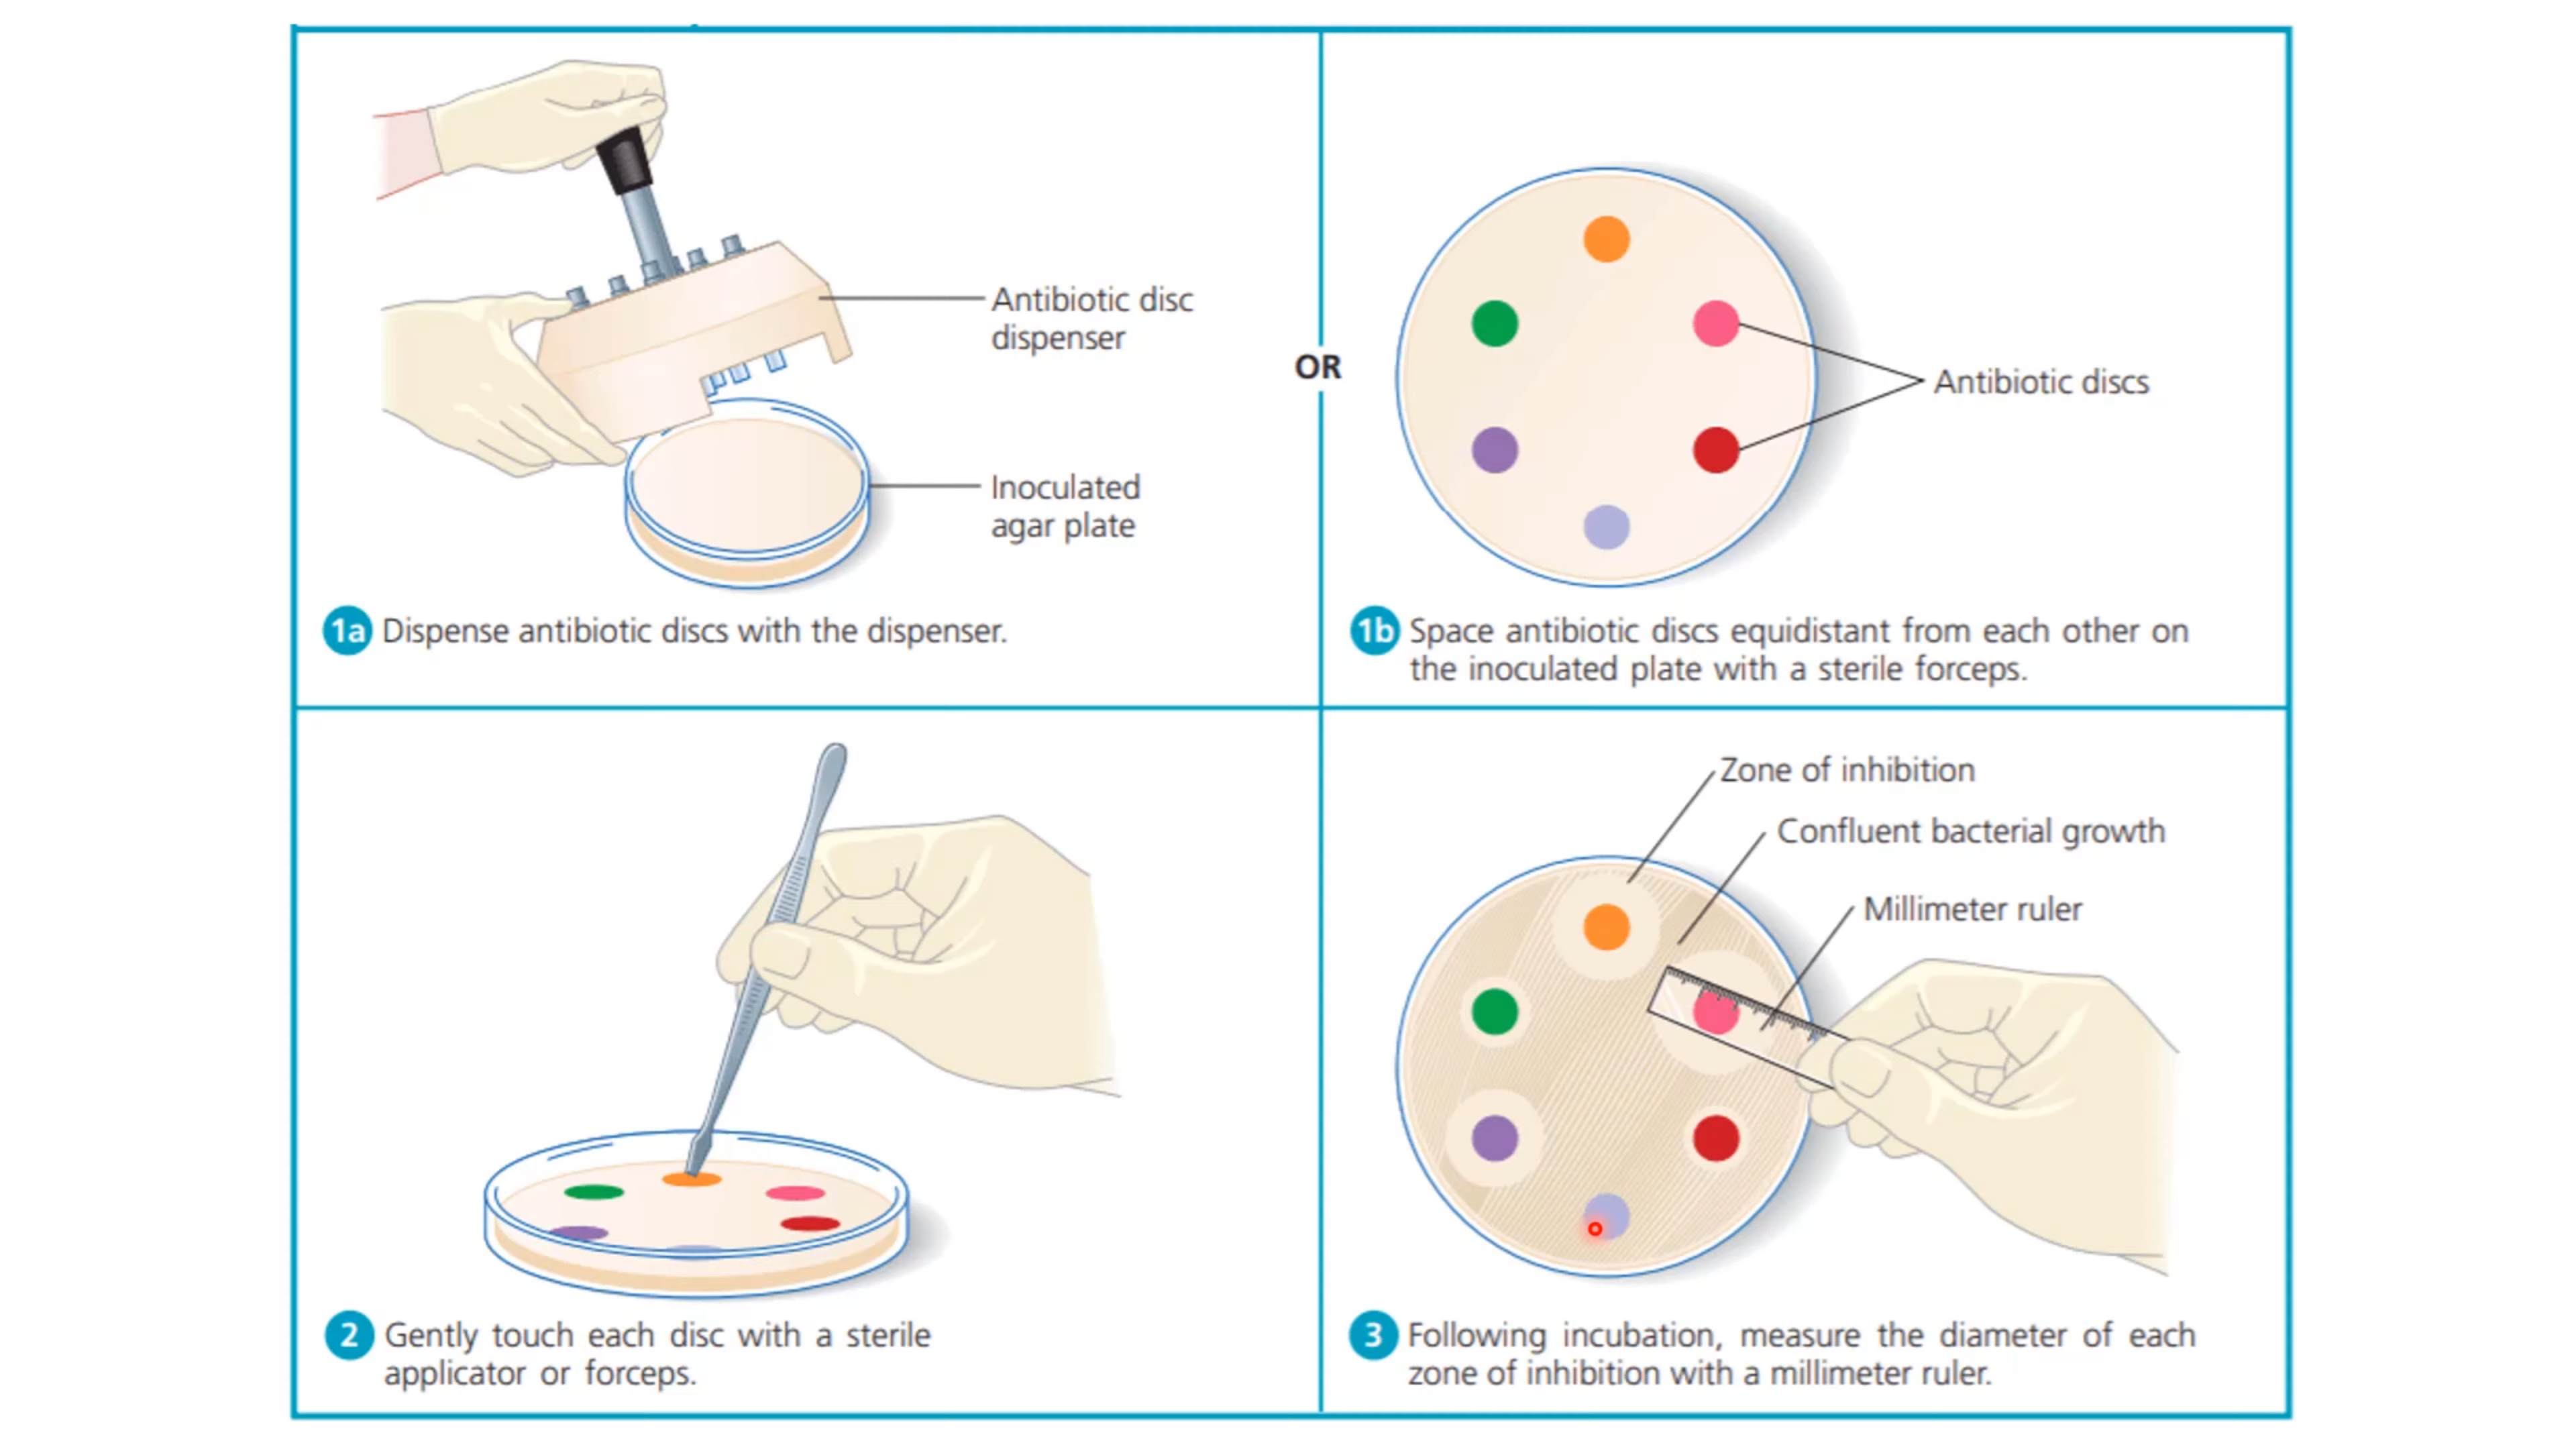 Antibiotic disc
dispenser
Inoculated
agar plate
1a Dispense antibiotic discs with the dispenser.
OR
Antibiotic discs
1b Space antibiotic discs equidistant from each other on
the inoculated plate with a sterile forceps.
2 Gently touch each disc with a sterile
applicator or forceps.
Zone of inhibition
Confluent bacterial growth
Millimeter ruler
3 Following incubation, measure the diameter of each
zone of inhibition with a millimeter ruler.